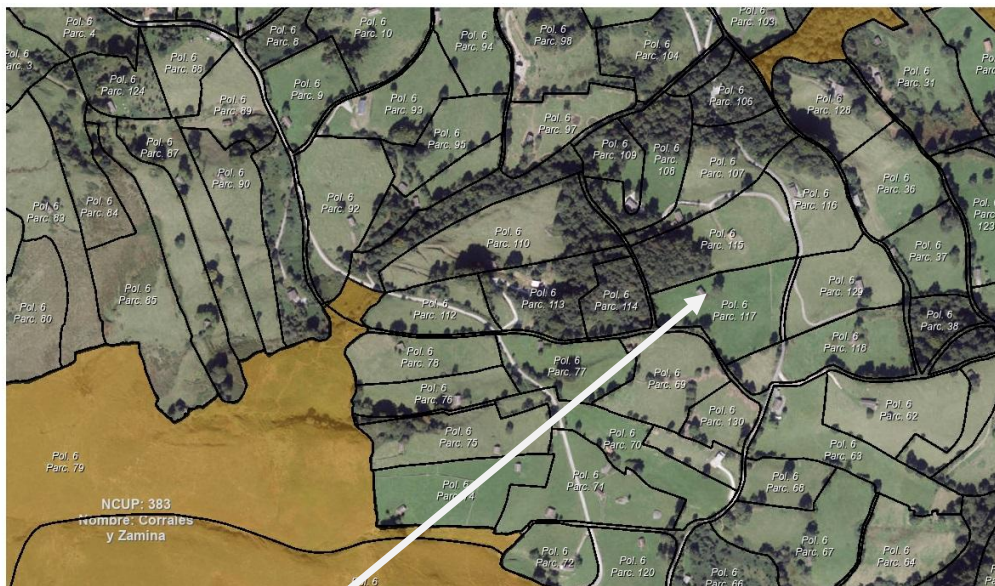 Pol. 6
Parc. 4
Pol. 6
Parc. 8
Pol. 6
Parc. 10
Pol. 6
Parc. 94
Pol. 6
Parc. 98
Pol. 6
Parc. 104
Parc. 103
Pol. 6
arc. 3
Pol. 6
Parc. 124
Pol. 6
Parc. 88
Pol. 6
Parc. 31
Pol. 6
Parc. 9
Pol. 6
Parc. 89
Pol. 6
Parc. 93
Pol. 6
Parc. 106
Pol. 6
Parc. 128
Pol. 6
Parc. 97
Pol. 6
Parc. 87
Pol. 6
Parc. 95
Pol. 6
Parc. 109
Pol. 6
Parc.
108
Pol. 6
Parc. 107
Pol. 6
Parc. 90
Pol. 6
Parc. 36
Pol. 6
Parc. 92
Pol. 6
Parc. 116
Pol. 6
Parc. 83
Pol. 6
Parc. 84
Pol. 6
Parc.
123
Pol. 6
Parc. 110
Pol. 6
Parc. 115
Pol. 6
Parc. 37
Pol. 6
Parc. 85
Pol. 6
Parc. 129
Pol. 6
Parc. 113
Pol. 6
Parc. 114
Pol. 6
Parc. 112
Pol. 6
Parc. 117
Pol. 6
Parc. 38
Pol. 6
Pol. 6
Parc. 118
Pol. 6
Parc. 78
Pol. 6
Parc. 77
Pol. 6
Parc. 69
Pol. 6
Parc. 76
Pol. 6
Parc. 62
Pol. 6
Parc. 130
Pol. 6
Parc. 75
Pol. 6
Parc. 70
Pol. 6
Parc. 63
Pol. 6
Parc. 79
Pol. 6
Pol. 6
Parc. 71
Pol. 6
Parc. 68
NCUP: 383
Nombre: Corrales
y Zamina
Pol. 6
Parc. 72
Pol. 6
Parc. 67
Pol. 6
Parc. 64
Pol. 6
Parc. 120
Pol. 6
Parc. 66